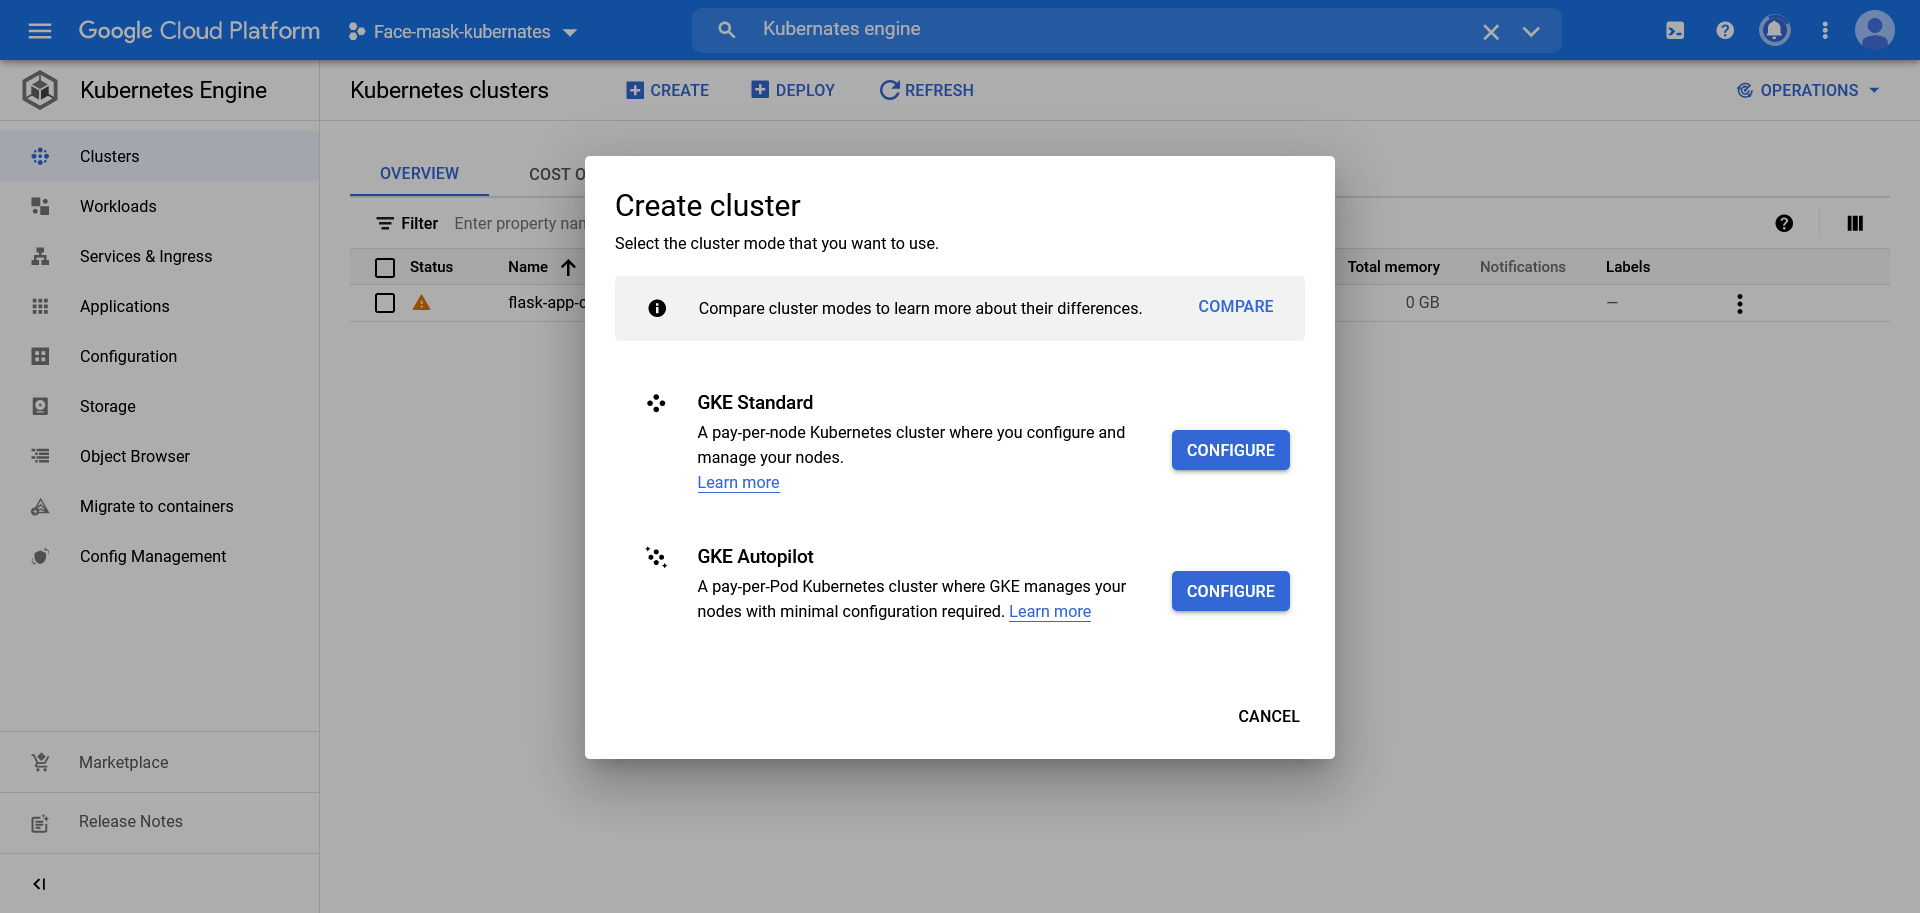 Google Cloud Platform
Face-mask-kubernetes
Kubernetes engine
Kubernetes Engine
Kubernetes clusters
CREATE
DEPLOY
REFRESH
OPERATIONS
Clusters
Workloads
Services & Ingress
Applications
Configuration
Storage
Object Browser
Migrate to containers
Config Management
Marketplace
Release Notes
OVERVIEW
COST O
Filter Enter property nan
Status Name Total memory Notifications Labels
flask-app-c 0 GB —
Create cluster
Select the cluster mode that you want to use.
Compare cluster modes to learn more about their differences. COMPARE
GKE Standard
A pay-per-node Kubernetes cluster where you configure and
manage your nodes.
Learn more
CONFIGURE
GKE Autopilot
A pay-per-Pod Kubernetes cluster where GKE manages your
nodes with minimal configuration required. Learn more
CONFIGURE
CANCEL